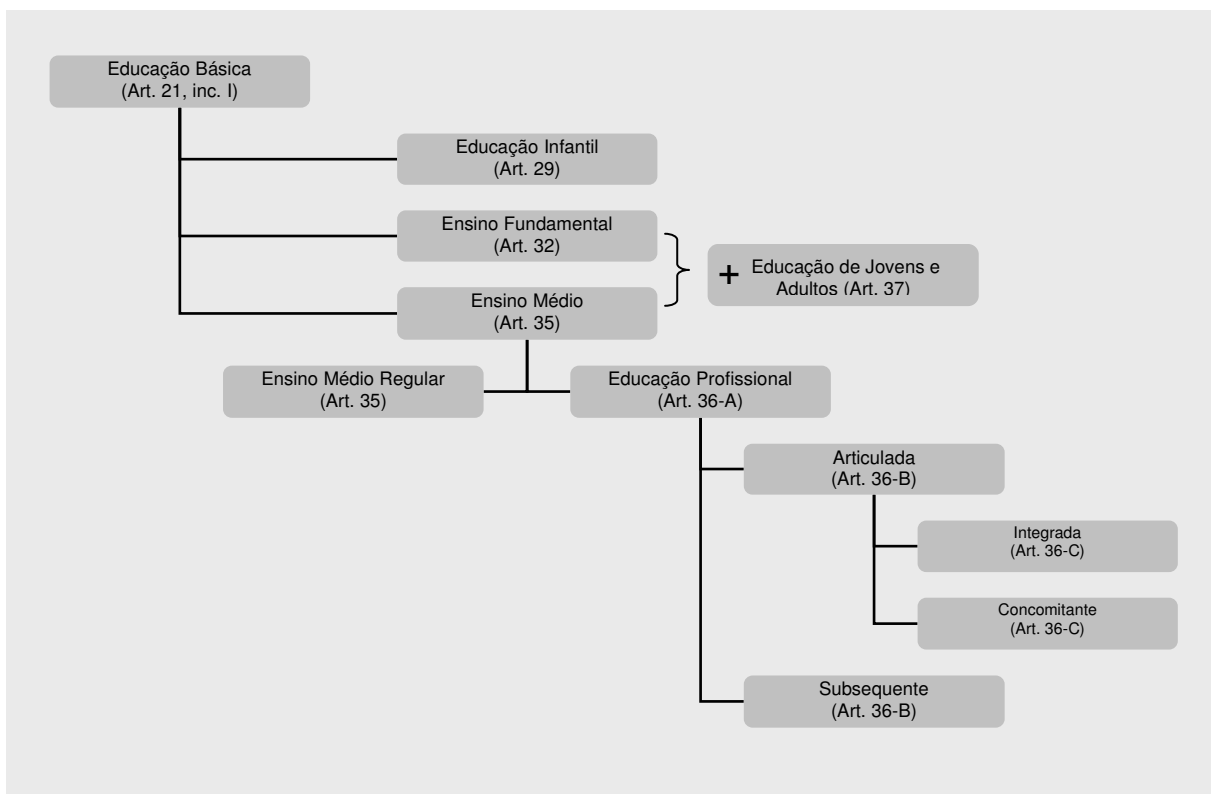 Educação Básica
(Art. 21, inc. I)
Educação Infantil
(Art. 29)
Ensino Fundamental
(Art. 32)
+ Educação de Jovens e
Adultos (Art. 37)
Ensino Médio
(Art. 35)
Ensino Médio Regular
(Art. 35)
Educação Profissional
(Art. 36-A)
Articulada
(Art. 36-B)
Integrada
(Art. 36-C)
Concomitante
(Art. 36-C)
Subsequente
(Art. 36-B)